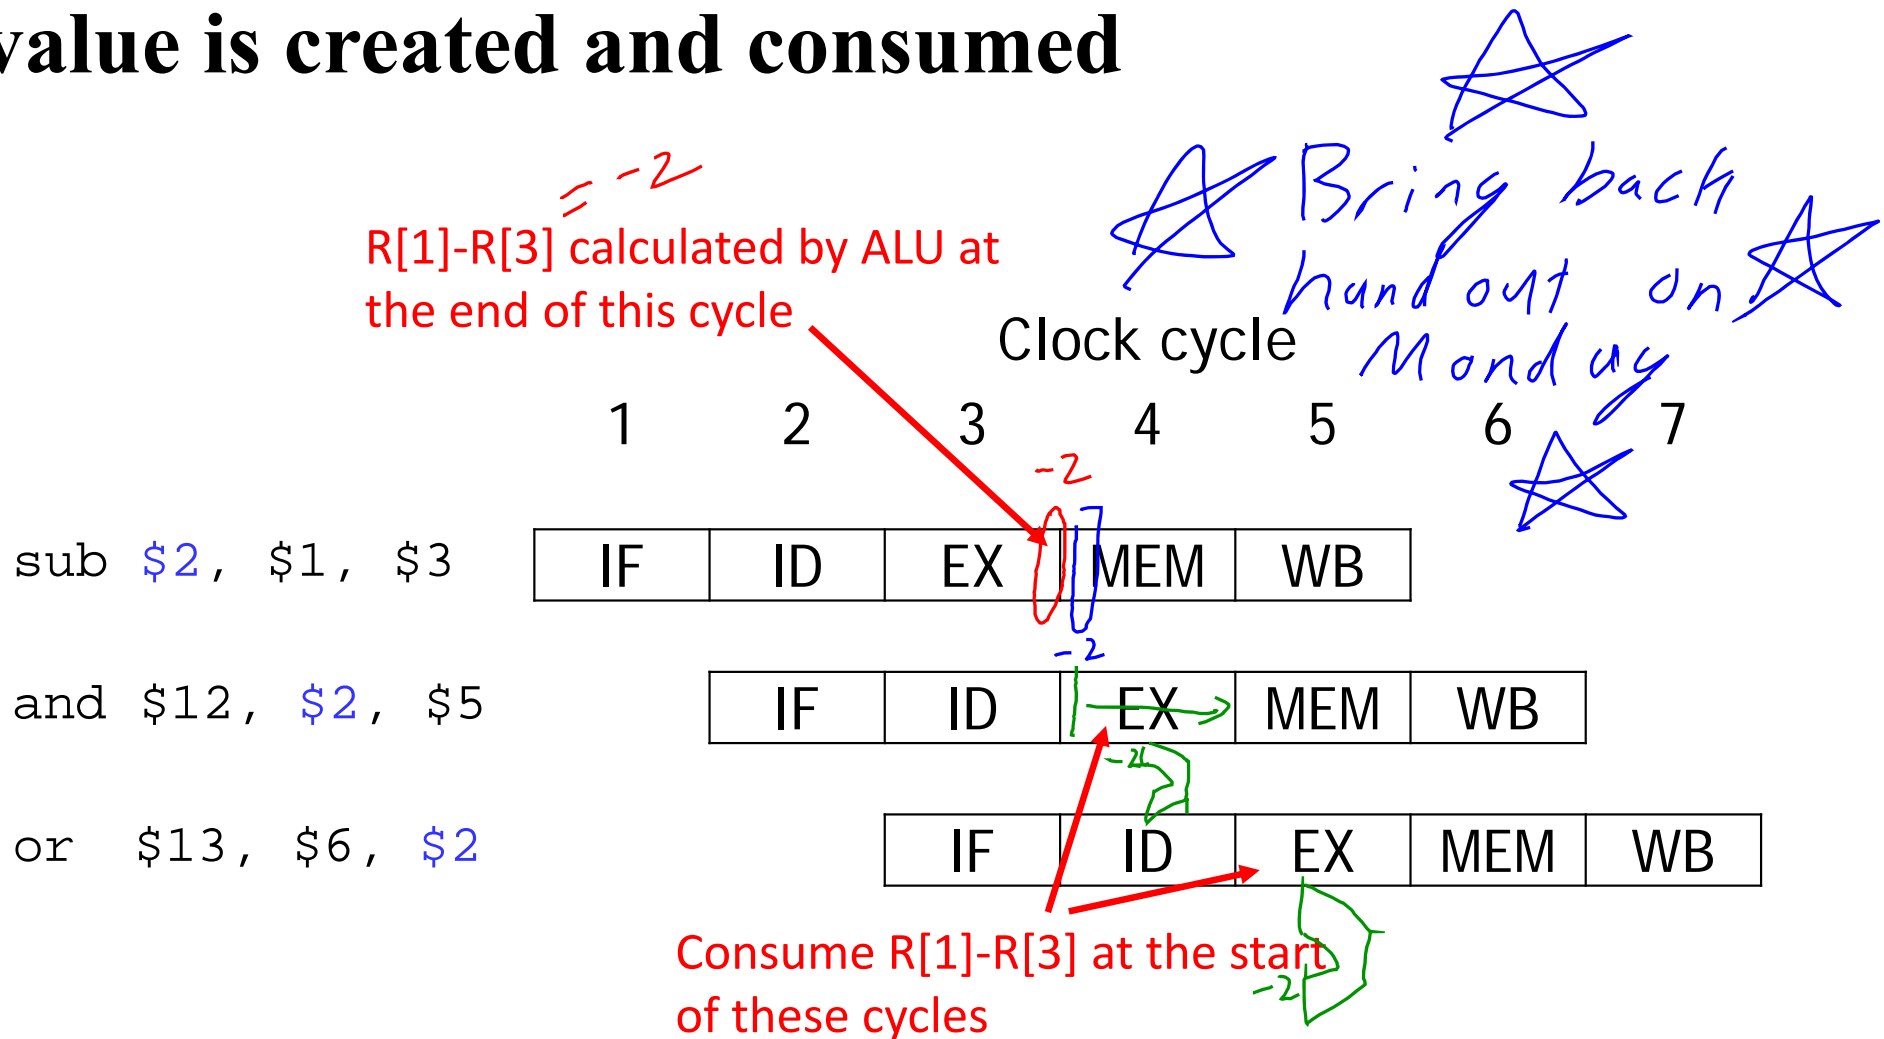 value is created and consumed
= -2
R[1]-R[3] calculated by ALU at
the end of this cycle
Bring back
hand out on
Monday
Clock cycle
1 2 3 4 5 6 7
-2
sub $2, $1, $3 IF ID EX MEM WB
-2
and $12, $2, $5 IF ID EX MEM WB
-2
or $13, $6, $2 IF ID EX MEM WB
Consume R[1]-R[3] at the start
of these cycles
-2